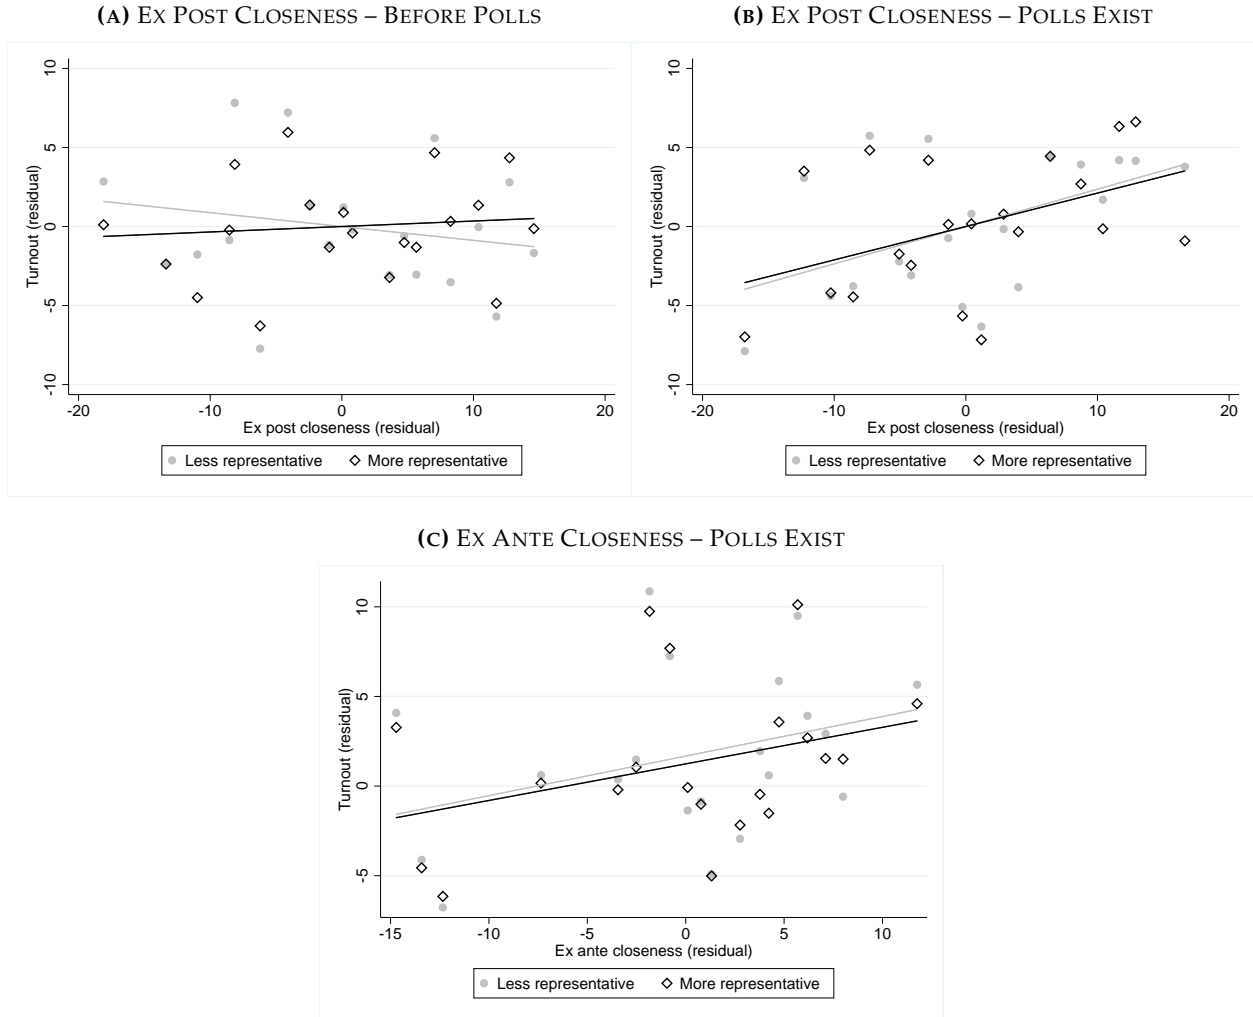 (A) EX POST CLOSENESS – BEFORE POLLS
Turnout (residual)
10
5
0
-5
-10
-20
-10
0
10
20
Ex post closeness (residual)
Less representative
More representative
(B) EX POST CLOSENESS – POLLS EXIST
Turnout (residual)
10
5
0
-5
-10
-20
-10
0
10
20
Ex post closeness (residual)
Less representative
More representative
(C) EX ANTE CLOSENESS – POLLS EXIST
Turnout (residual)
10
5
0
-5
-15
-10
-5
0
5
10
Ex ante closeness (residual)
Less representative
More representative